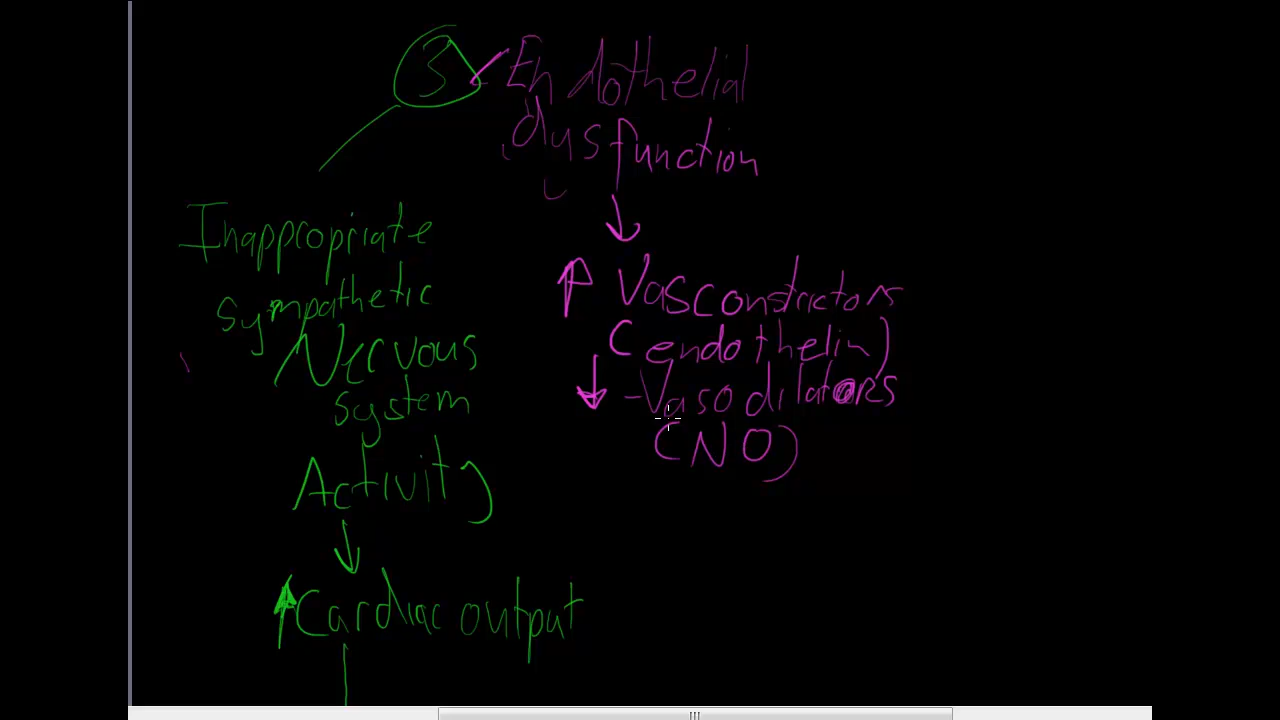 3
Endothelial
dysfunction
Inappropriate
sympathetic
Nervous
system
Activity
↑ Cardiac output
↑ Vasconstrictors
(endothelin)
↓ - Vasodilators
(NO)